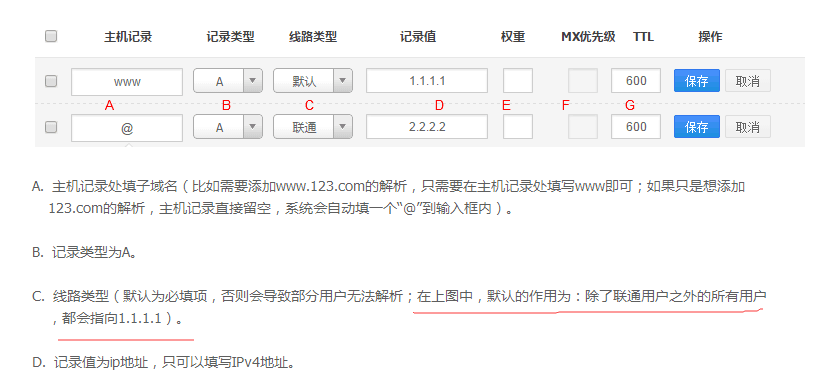 主机记录 记录类型 线路类型 记录值 权重 MX优先级 TTL 操作
www A 默认 1.1.1.1 600 保存 取消
A B C D E F G
@ A 联通 2.2.2.2 600 保存 取消
A. 主机记录处填子域名（比如需要添加www.123.com的解析，只需要在主机记录处填写www即可；如果只是想添加
123.com的解析，主机记录直接留空，系统会自动填一个“@”到输入框内）。
B. 记录类型为A。
C. 线路类型（默认为必填项，否则会导致部分用户无法解析；在上图中，默认的作用为：除了联通用户之外的所有用户
，都会指向1.1.1.1）。
D. 记录值为ip地址，只可以填写IPv4地址。